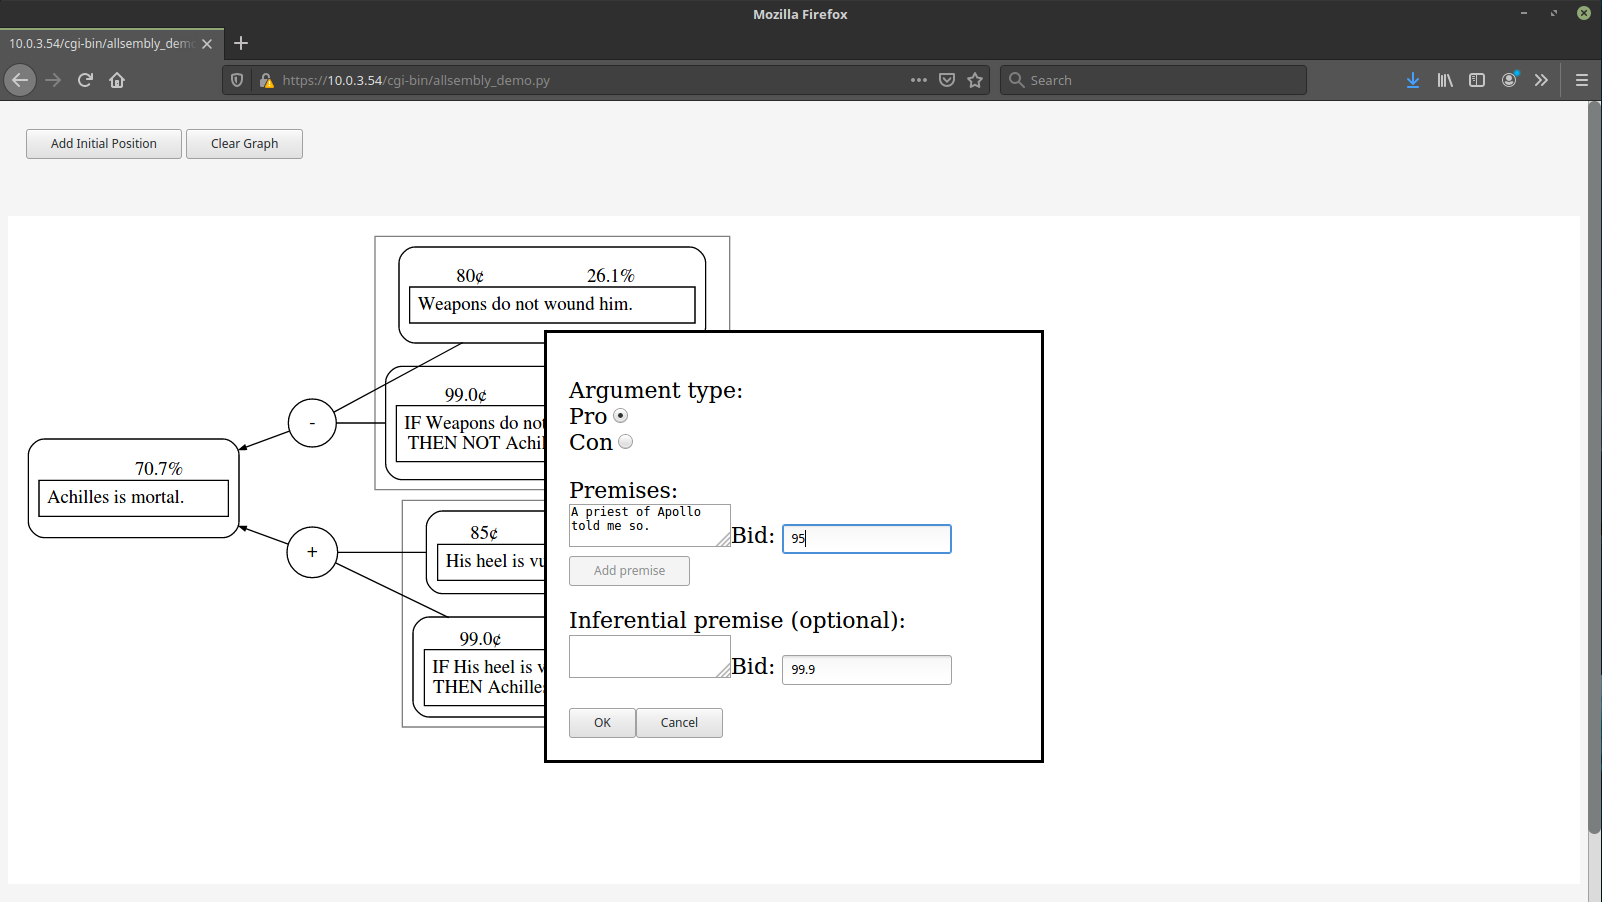 Mozilla Firefox
10.0.3.54/cgi-bin/allsembly_dem
https://10.0.3.54/cgi-bin/allsembly_demo.py
Search
Add Initial Position
Clear Graph
80¢ 26.1%
Weapons do not wound him.
99.0¢
IF Weapons do not
THEN NOT Achil
-
70.7%
Achilles is mortal.
+
85¢
His heel is vu
99.0¢
IF His heel is v
THEN Achilles
Argument type:
Pro
Con
Premises:
A priest of Apollo
told me so.
Bid: 95
Add premise
Inferential premise (optional):
Bid: 99.9
OK
Cancel